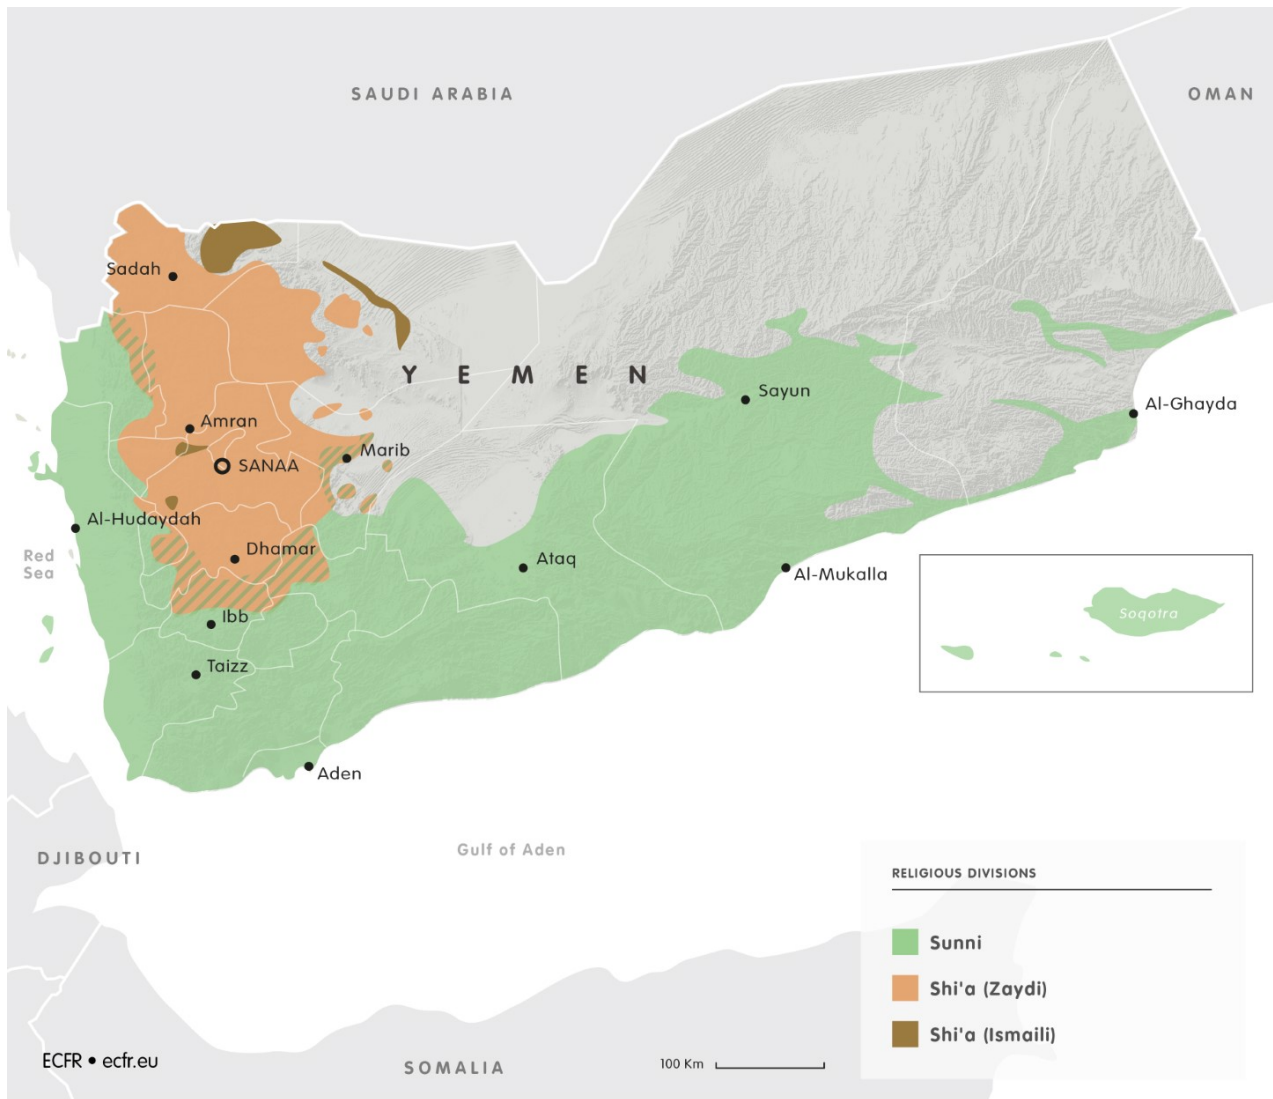 SAUDI ARABIA
OMAN
Sadah
YEMEN
Sayun
Al-Ghayda
Amran
Marib
SANAA
Al-Hudaydah
Dhamar
Ataq
Al-Mukalla
Red
Sea
Soqotra
Ibb
Taizz
Aden
DJIBOUTI
Gulf of Aden
RELIGIOUS DIVISIONS
Sunni
Shi'a (Zaydi)
Shi'a (Ismaili)
ECFR • ecfr.eu
SOMALIA
100 Km